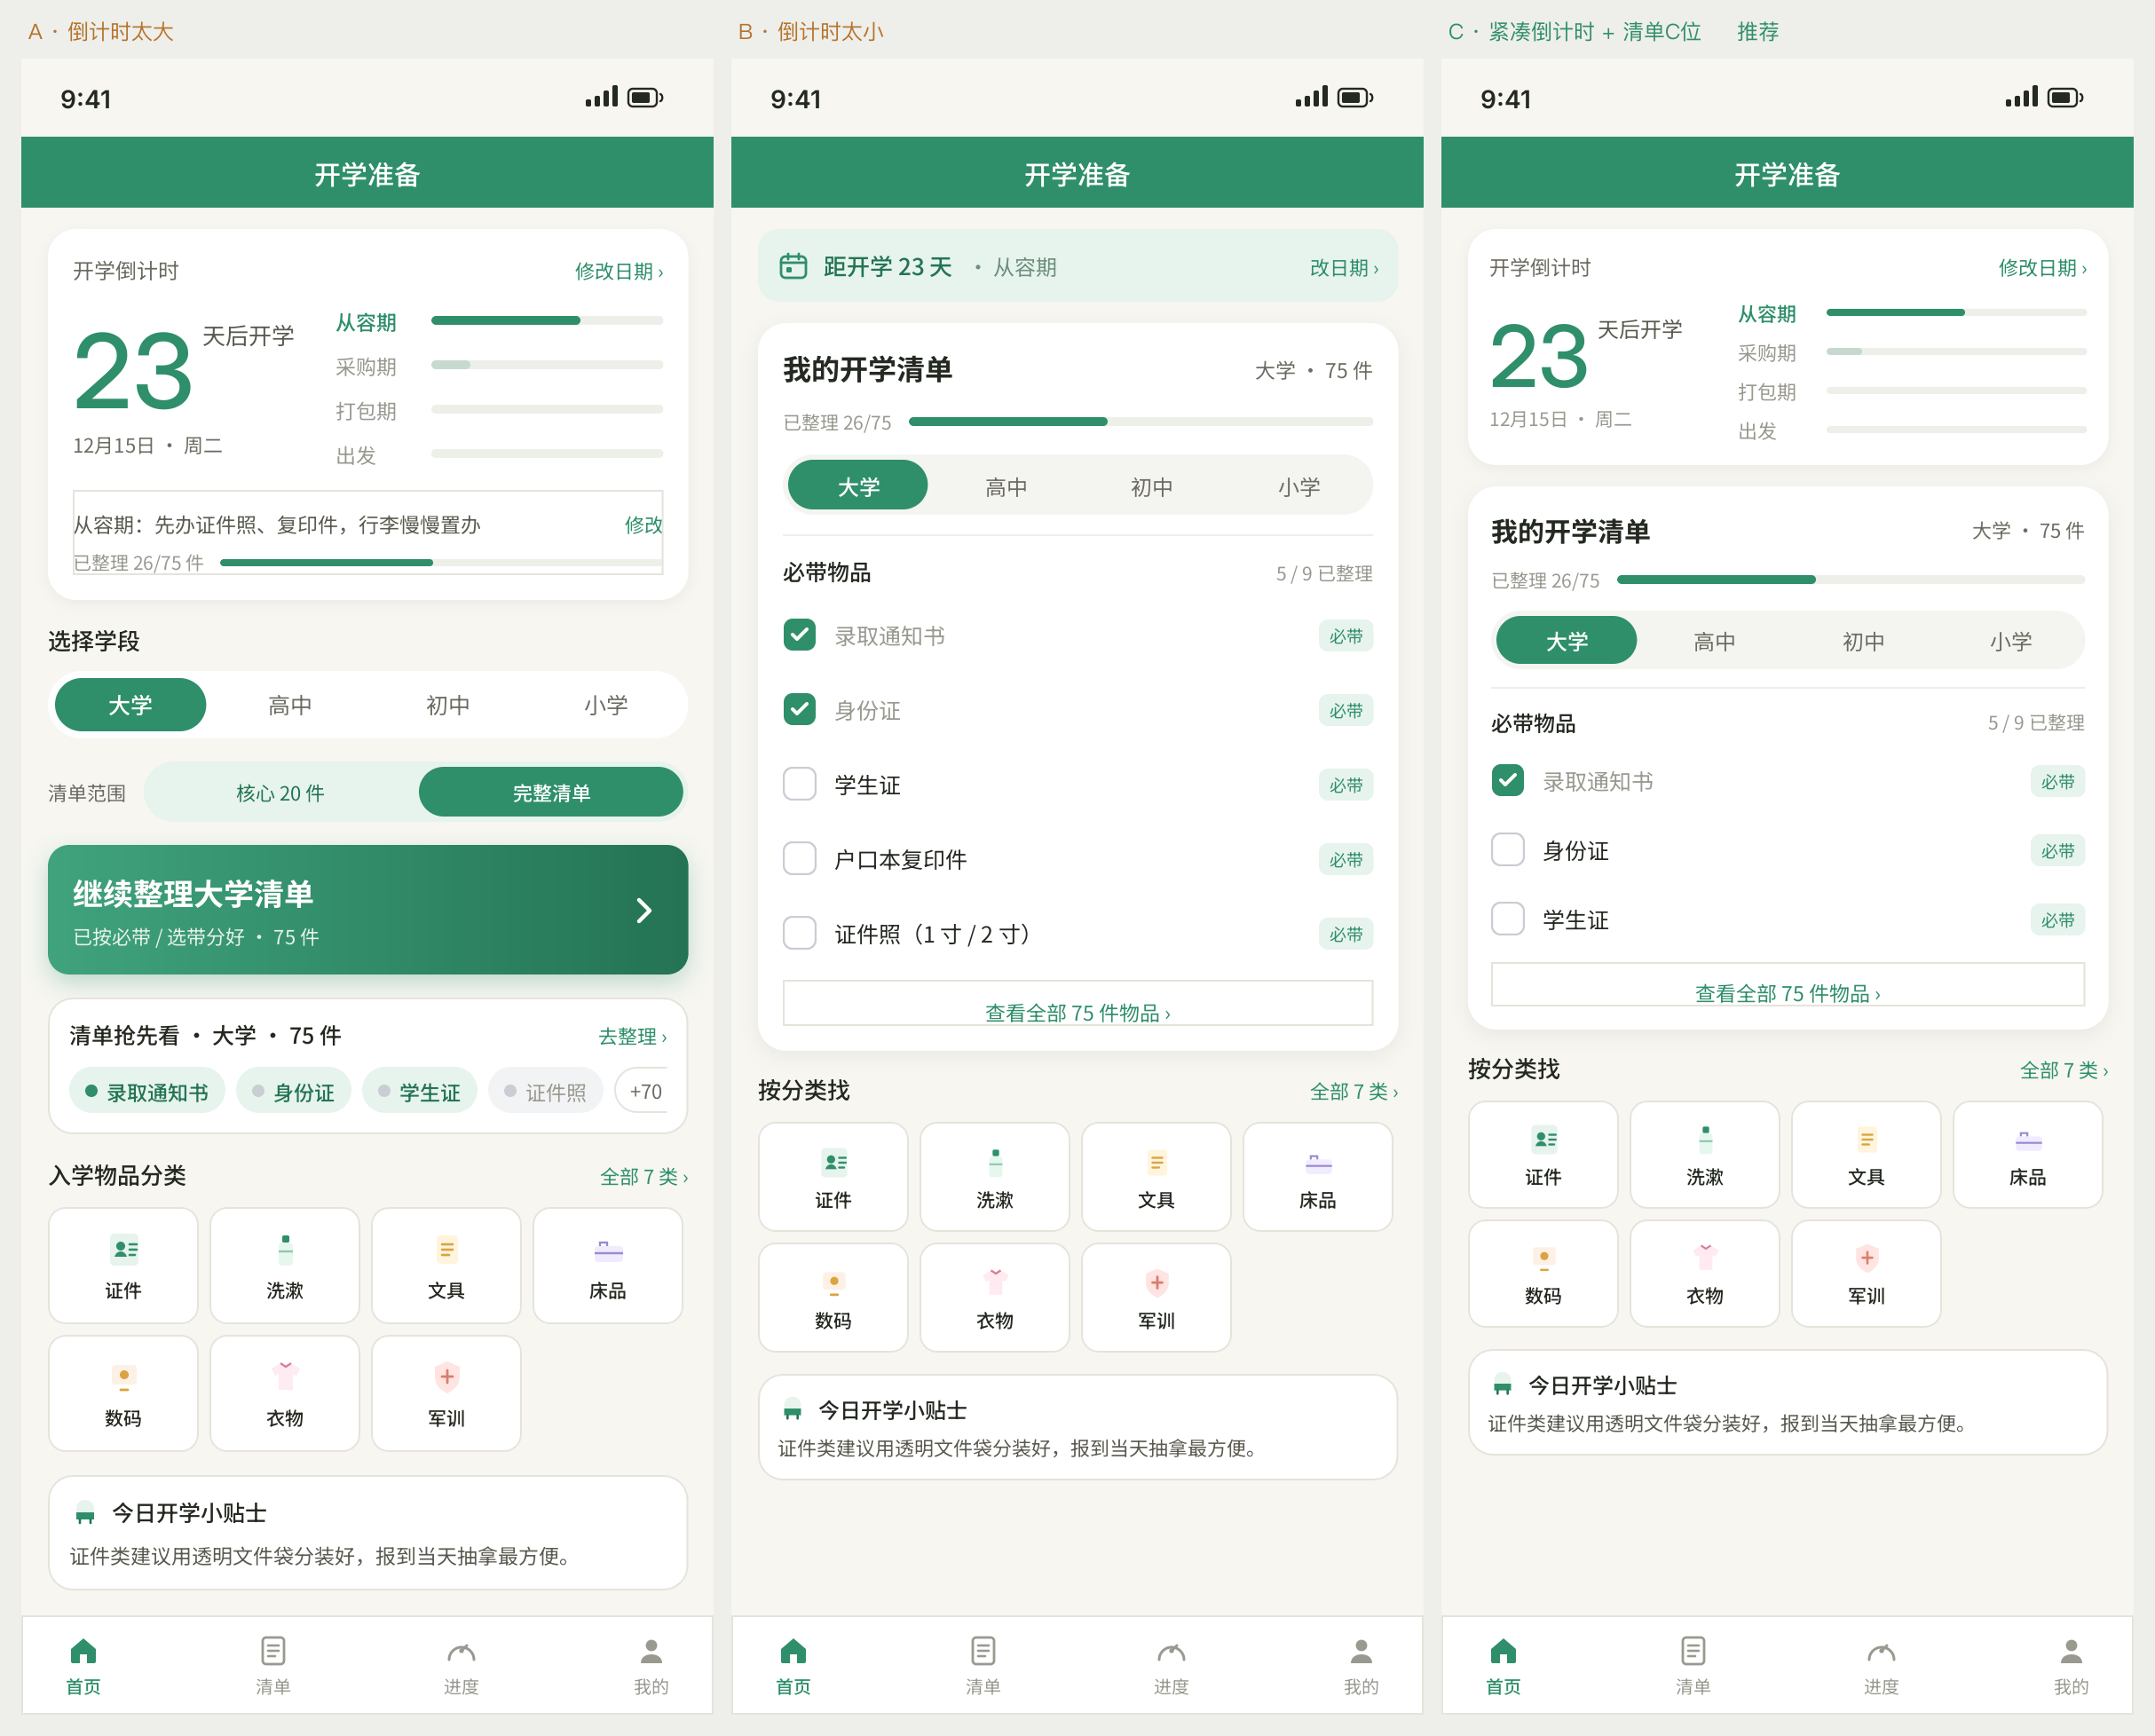 A · 倒计时太大
9:41
开学准备
开学倒计时
修改日期 ›
23 天后开学
12月15日 · 周二
从容期
采购期
打包期
出发
从容期：先办证件照、复印件，行李慢慢置办
修改
已整理 26/75 件
选择学段
大学 高中 初中 小学
清单范围 核心 20 件 完整清单
继续整理大学清单
已按必带 / 选带分好 · 75 件
清单抢先看 · 大学 · 75 件
去整理 ›
录取通知书 身份证 学生证 证件照 +70
入学物品分类
全部 7 类 ›
证件 洗漱 文具 床品
数码 衣物 军训
今日开学小贴士
证件类建议用透明文件袋分装好，报到当天抽拿最方便。
首页 清单 进度 我的
B · 倒计时太小
9:41
开学准备
距开学 23 天 · 从容期
改日期 ›
我的开学清单
大学 · 75 件
已整理 26/75
大学 高中 初中 小学
必带物品
5 / 9 已整理
录取通知书 必带
身份证 必带
学生证 必带
户口本复印件 必带
证件照（1 寸 / 2 寸） 必带
查看全部 75 件物品 ›
按分类找
全部 7 类 ›
证件 洗漱 文具 床品
数码 衣物 军训
今日开学小贴士
证件类建议用透明文件袋分装好，报到当天抽拿最方便。
首页 清单 进度 我的
C · 紧凑倒计时 + 清单C位 推荐
9:41
开学准备
开学倒计时
修改日期 ›
23 天后开学
12月15日 · 周二
从容期
采购期
打包期
出发
我的开学清单
大学 · 75 件
已整理 26/75
大学 高中 初中 小学
必带物品
5 / 9 已整理
录取通知书 必带
身份证 必带
学生证 必带
查看全部 75 件物品 ›
按分类找
全部 7 类 ›
证件 洗漱 文具 床品
数码 衣物 军训
今日开学小贴士
证件类建议用透明文件袋分装好，报到当天抽拿最方便。
首页 清单 进度 我的